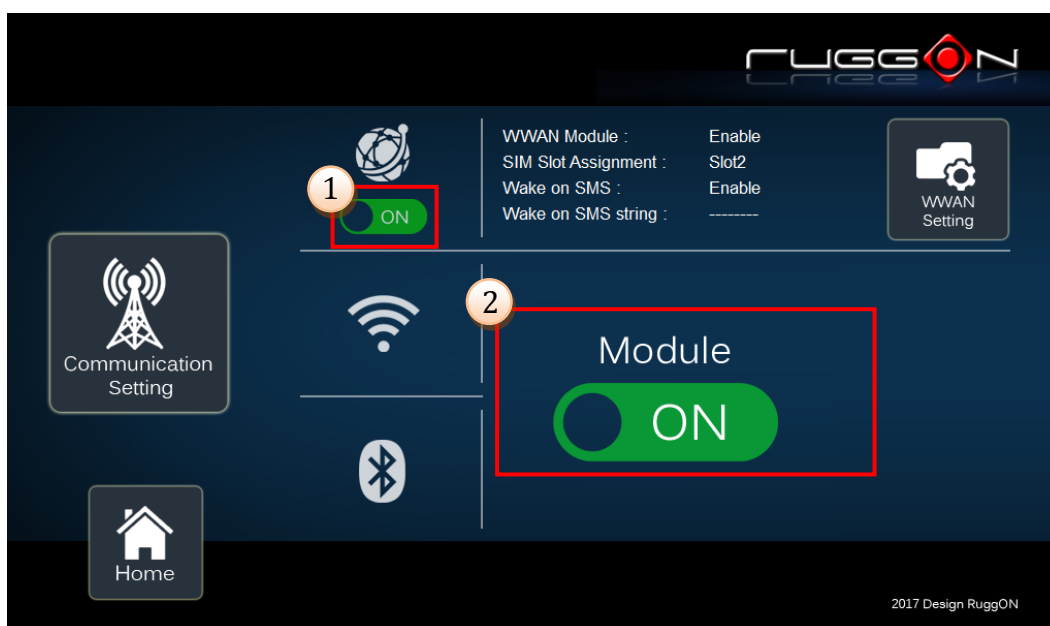 ruggON
WWAN Module : Enable
SIM Slot Assignment : Slot2
Wake on SMS : Enable
Wake on SMS string : --------
WWAN
Setting
1
ON
Communication
Setting
2
Module
ON
Home
2017 Design RuggON